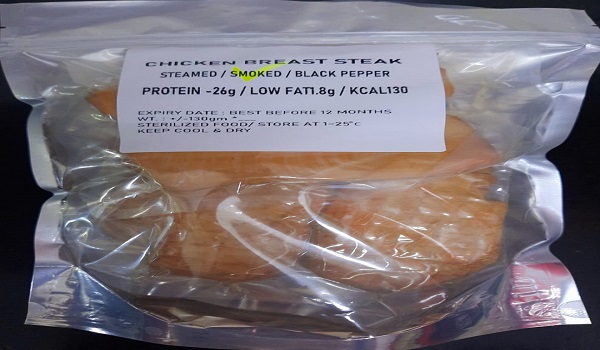 CHICKEN BREAST STEAK
STEAMED / SMOKED / BLACK PEPPER
PROTEIN -26g / LOW FAT1.8g / KCAL130
EXPIRY DATE : BEST BEFORE 12 MONTHS
WT. : +/-130gm *___
STERILIZED FOOD/ STORE AT 1-25°c
KEEP COOL & DRY